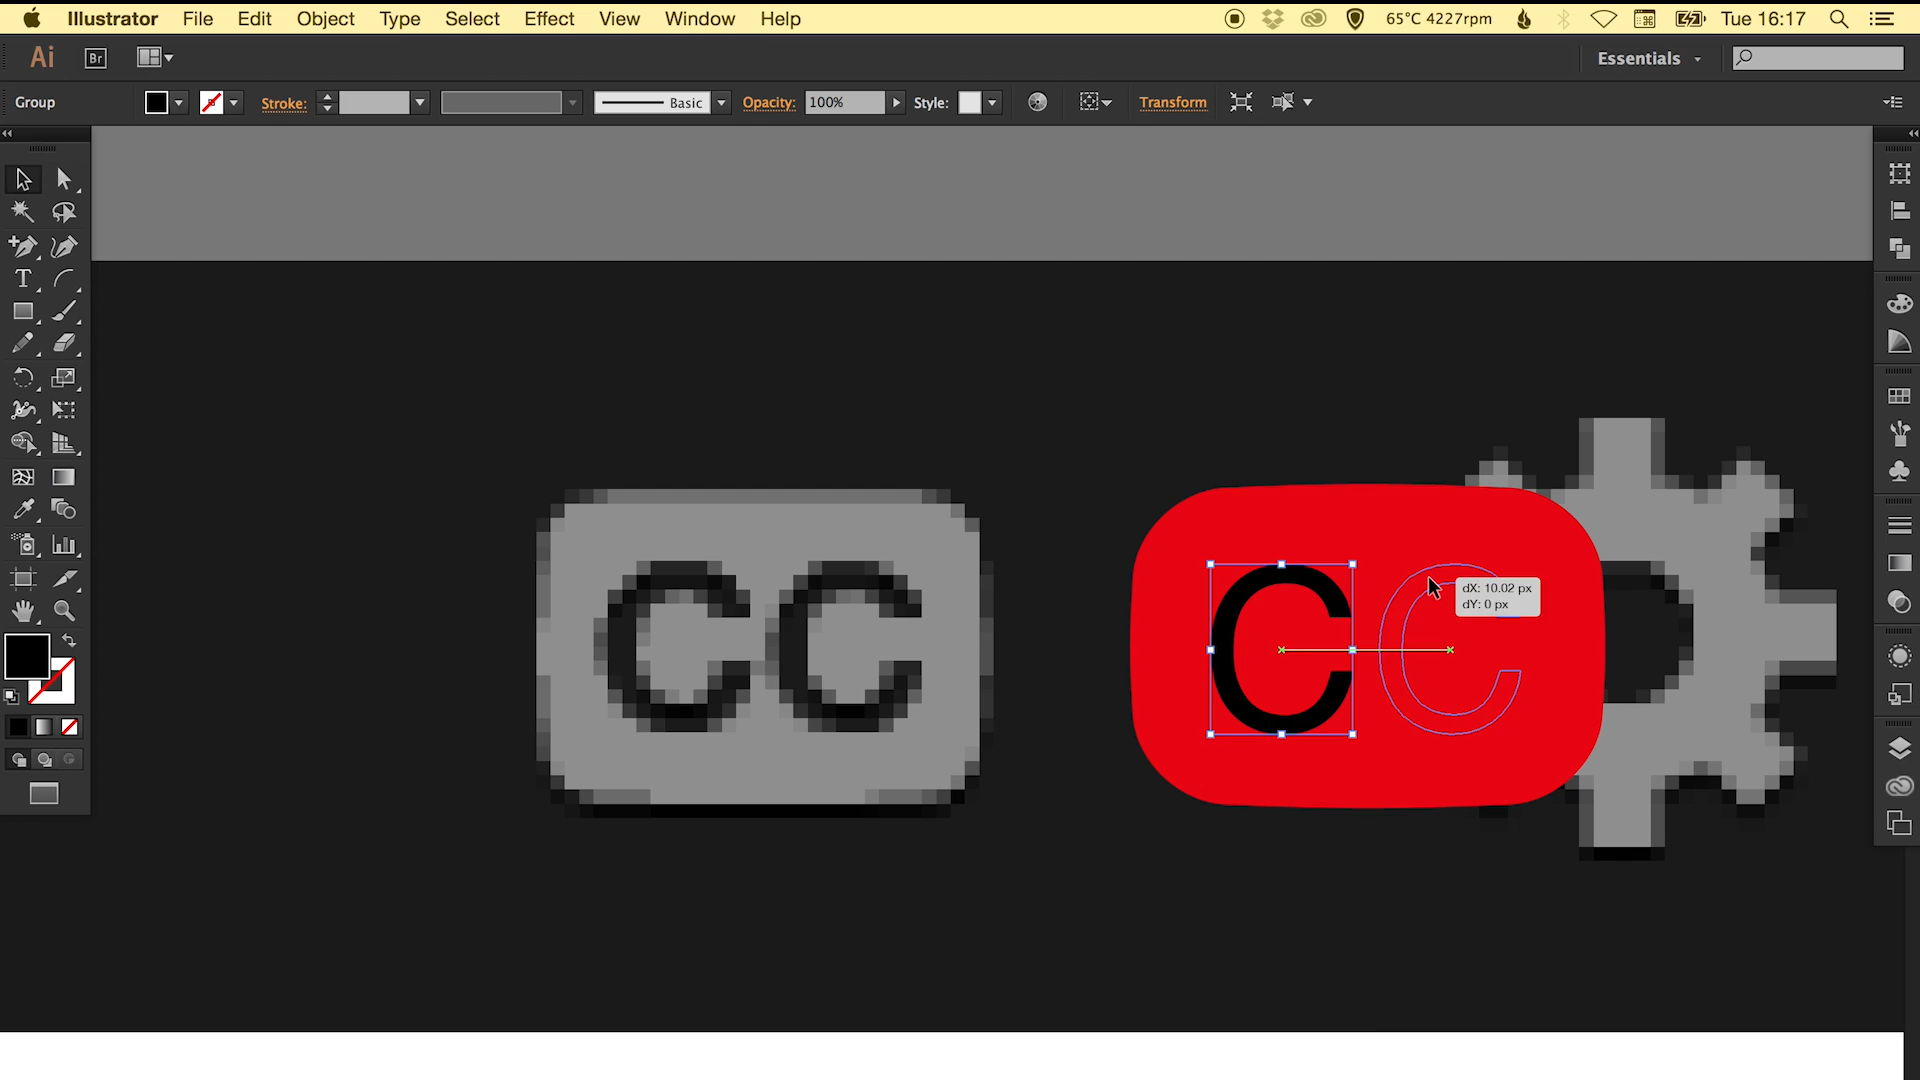 Illustrator File Edit Object Type Select Effect View Window Help 65°C 4227rpm Tue 16:17
Ai Br Essentials
Group Stroke: Basic Opacity: 100% Style: Transform
T
CC
C
dX: 10.02 px
dY: 0 px